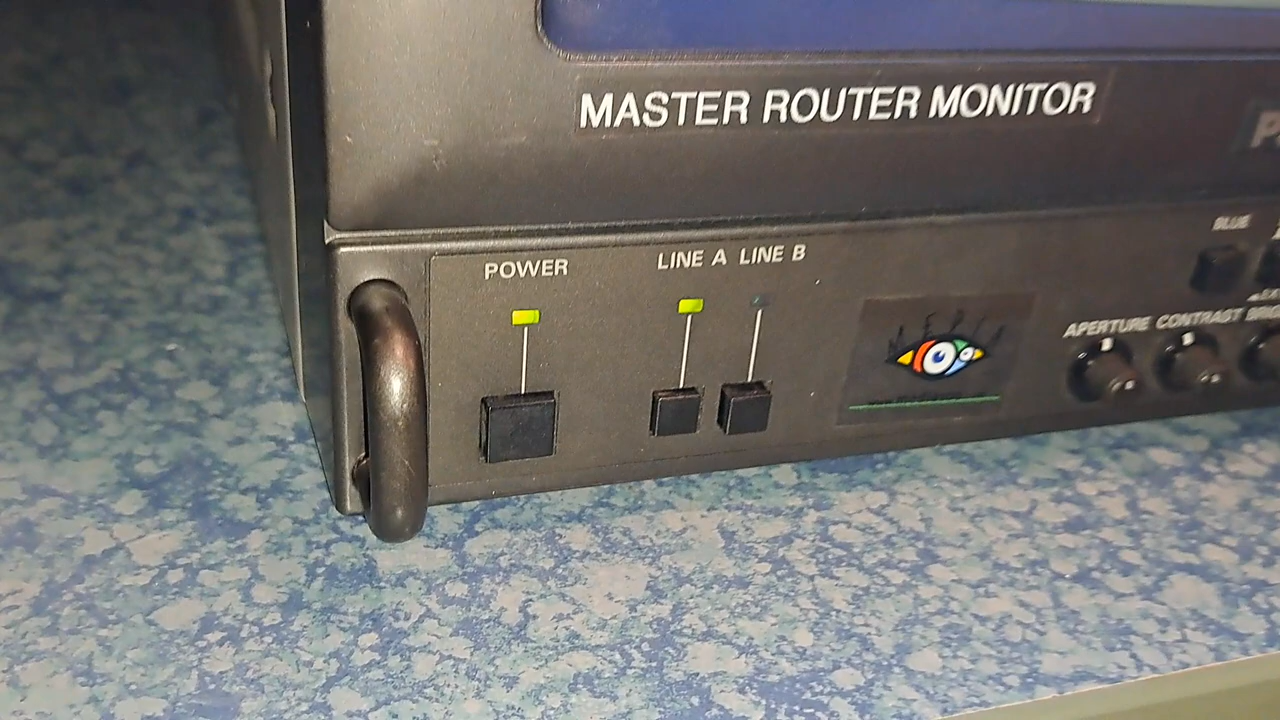 MASTER ROUTER MONITOR
POWER
LINE A LINE B
BLUE
APERTURE CONTRAST